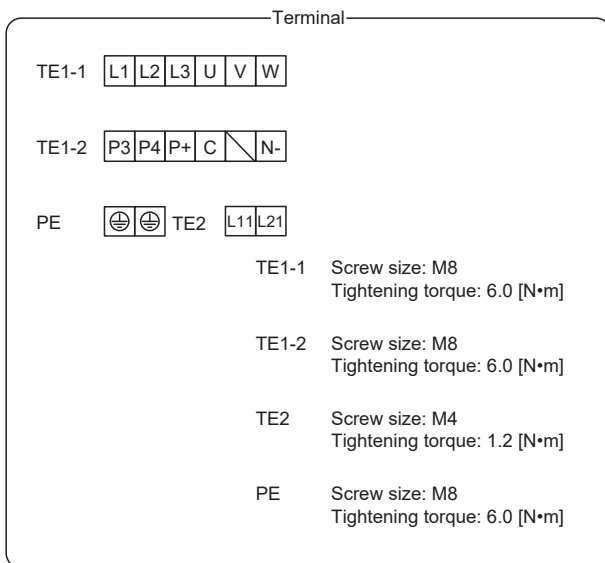 Terminal
TE1-1 L1 L2 L3 U V W
TE1-2 P3 P4 P+ C N-
PE TE2 L11 L21
TE1-1 Screw size: M8
Tightening torque: 6.0 [N•m]
TE1-2 Screw size: M8
Tightening torque: 6.0 [N•m]
TE2 Screw size: M4
Tightening torque: 1.2 [N•m]
PE Screw size: M8
Tightening torque: 6.0 [N•m]